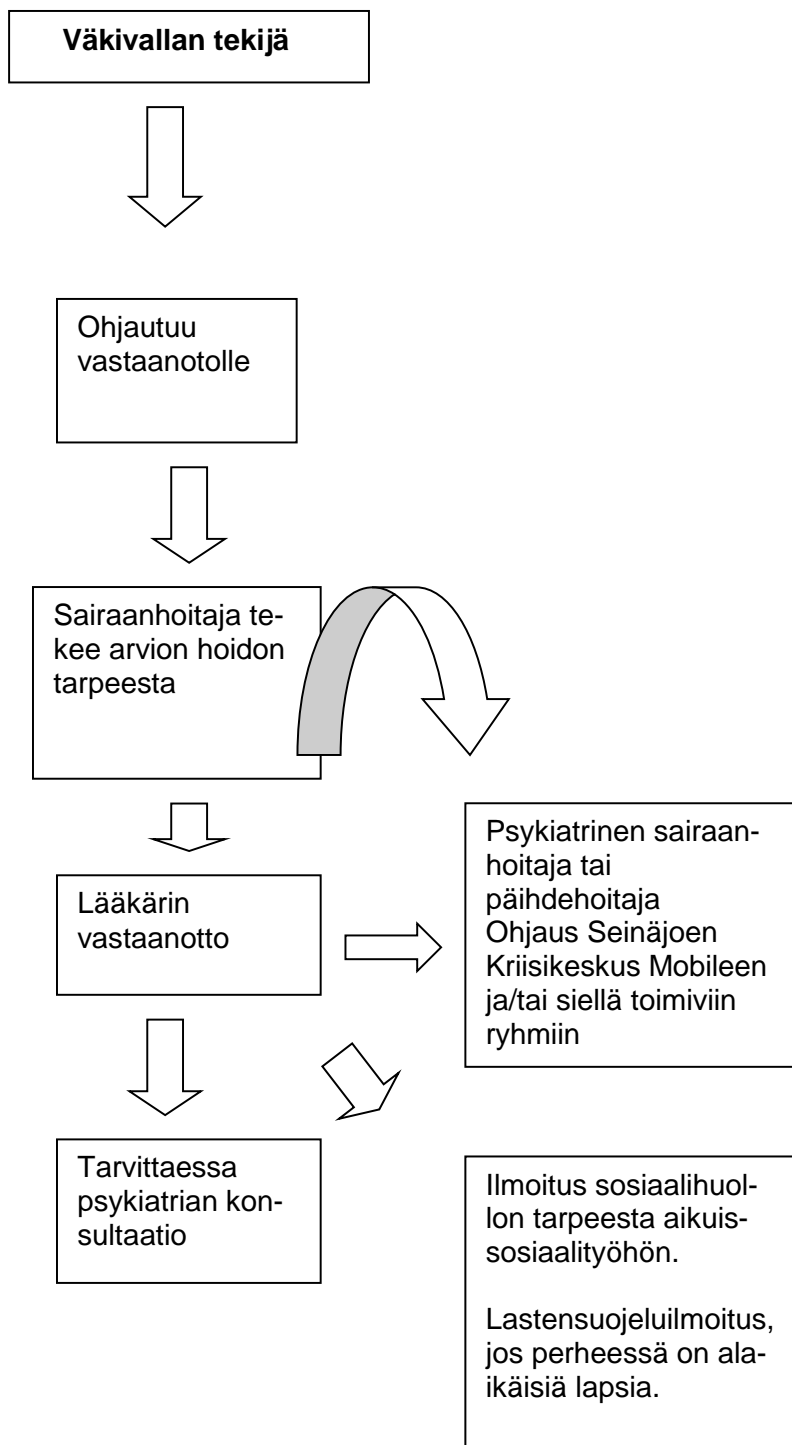 Väkivallan tekijä
Ohjautuu
vastaanotolle
Sairaanhoitaja te-
kee arvion hoidon
tarpeesta
Lääkärin
vastaanotto
Psykiatrinen sairaan-
hoitaja tai
päihdehoitaja
Ohjaus Seinäjoen
Kriisikeskus Mobileen
ja/tai siellä toimiviin
ryhmiin
Tarvittaessa
psykiatrian kon-
sultaatio
Ilmoitus sosiaalihuol-
lon tarpeesta aikuis-
sosiaalityöhön.
Lastensuojeluilmoitus,
jos perheessä on ala-
ikäisiä lapsia.